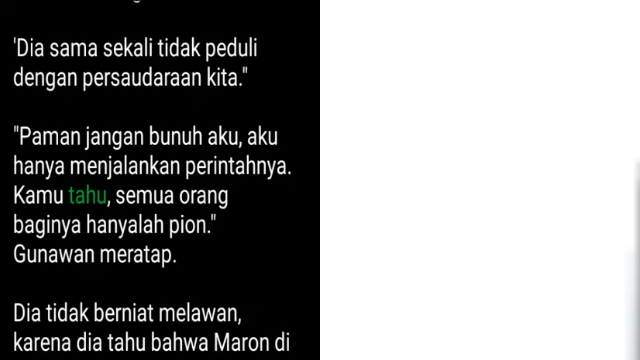 'Dia sama sekali tidak peduli
dengan persaudaraan kita."
"Paman jangan bunuh aku, aku
hanya menjalankan perintahnya.
Kamu tahu, semua orang
baginya hanyalah pion."
Gunawan meratap.
Dia tidak berniat melawan,
karena dia tahu bahwa Maron di